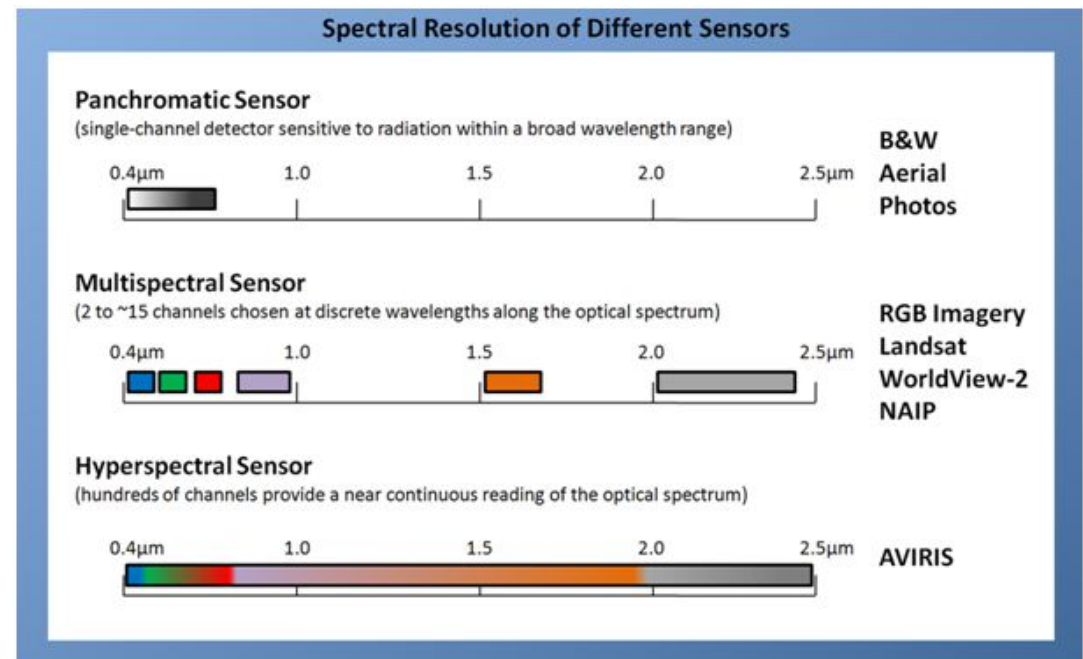 Spectral Resolution of Different Sensors
Panchromatic Sensor
(single-channel detector sensitive to radiation within a broad wavelength range)
0.4µm 1.0 1.5 2.0 2.5µm
B&W
Aerial
Photos
Multispectral Sensor
(2 to ~15 channels chosen at discrete wavelengths along the optical spectrum)
0.4µm 1.0 1.5 2.0 2.5µm
RGB Imagery
Landsat
WorldView-2
NAIP
Hyperspectral Sensor
(hundreds of channels provide a near continuous reading of the optical spectrum)
0.4µm 1.0 1.5 2.0 2.5µm
AVIRIS